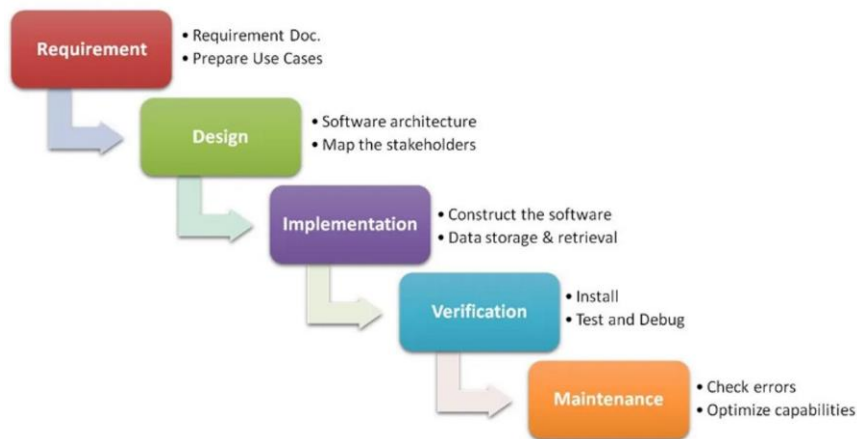 Requirement
• Requirement Doc.
• Prepare Use Cases
Design
• Software architecture
• Map the stakeholders
Implementation
• Construct the software
• Data storage & retrieval
Verification
• Install
• Test and Debug
Maintenance
• Check errors
• Optimize capabilities